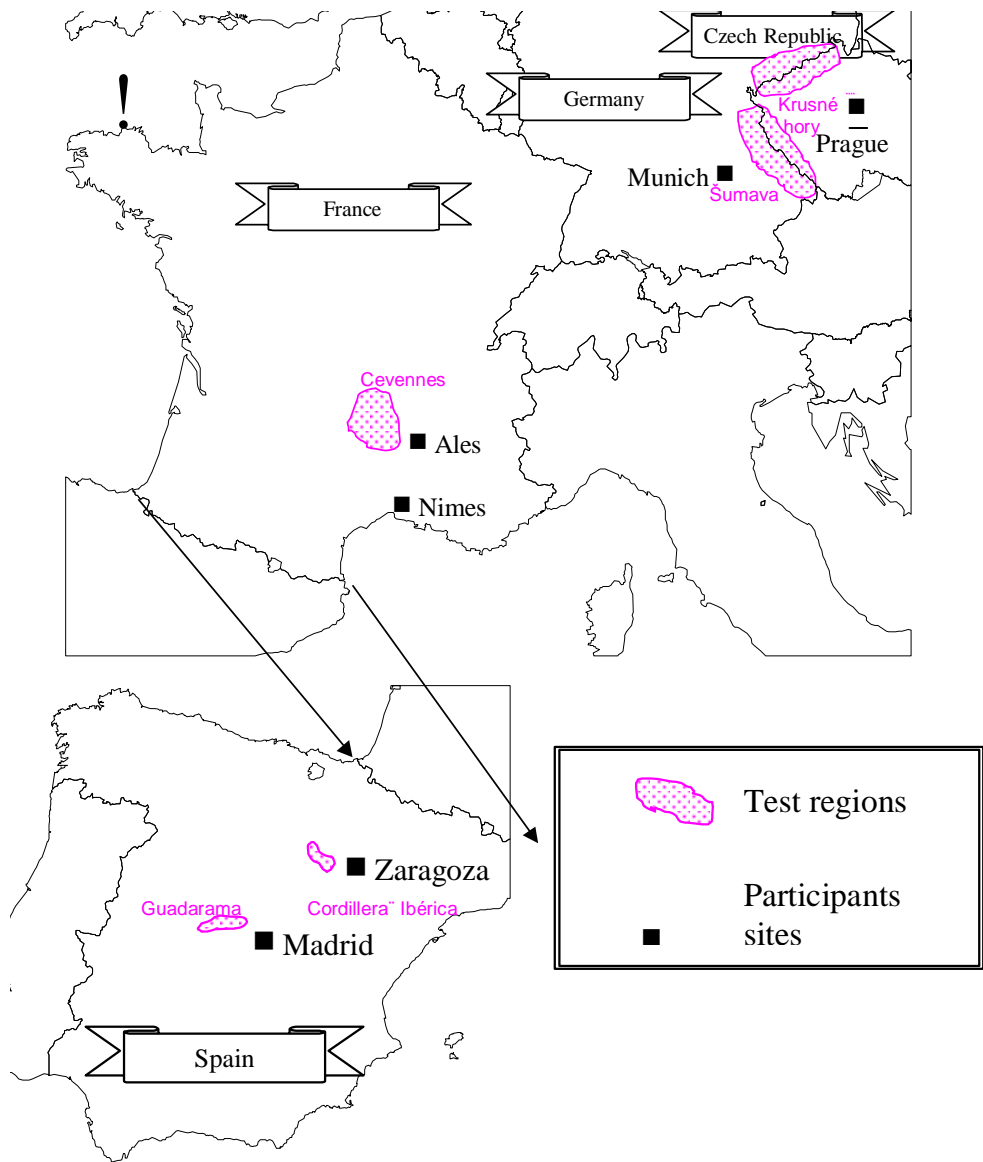 Czech Republic
!
Germany
Krusné
hory
Prague
Munich
Šumava
France
Cevennes
Ales
Nimes
Test regions
Zaragoza
Guadarama
Cordillera¨ Ibérica
Participants
sites
Madrid
Spain